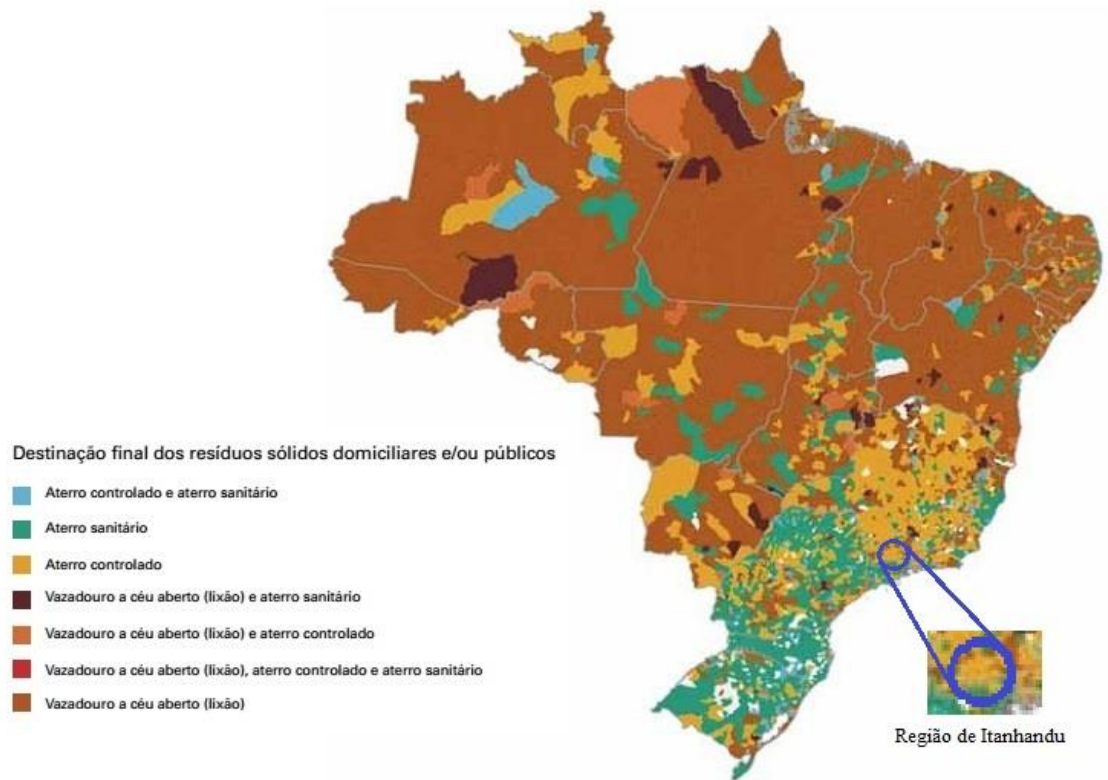 Destinação final dos resíduos sólidos domiciliares e/ou públicos
Aterro controlado e aterro sanitário
Aterro sanitário
Aterro controlado
Vazadouro a céu aberto (lixão) e aterro sanitário
Vazadouro a céu aberto (lixão) e aterro controlado
Vazadouro a céu aberto (lixão), aterro controlado e aterro sanitário
Vazadouro a céu aberto (lixão)
Região de Itanhandu